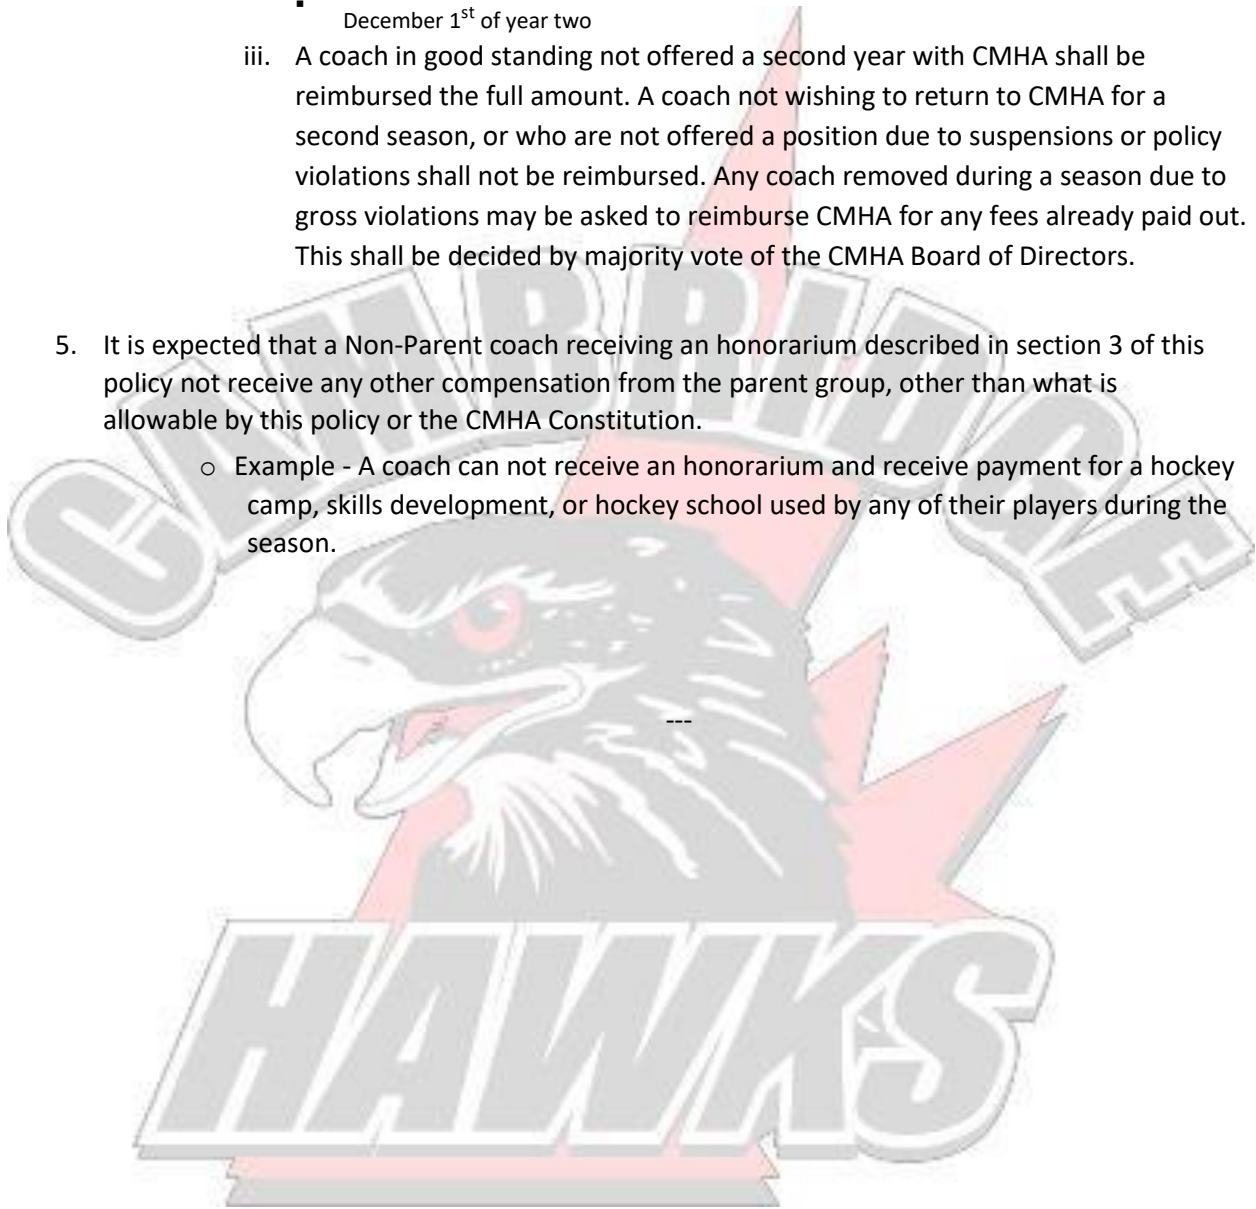 December 1st of year two
iii. A coach in good standing not offered a second year with CMHA shall be
reimbursed the full amount. A coach not wishing to return to CMHA for a
second season, or who are not offered a position due to suspensions or policy
violations shall not be reimbursed. Any coach removed during a season due to
gross violations may be asked to reimburse CMHA for any fees already paid out.
This shall be decided by majority vote of the CMHA Board of Directors.
5. It is expected that a Non-Parent coach receiving an honorarium described in section 3 of this
policy not receive any other compensation from the parent group, other than what is
allowable by this policy or the CMHA Constitution.
o Example - A coach can not receive an honorarium and receive payment for a hockey
camp, skills development, or hockey school used by any of their players during the
season.
---
CAMBRIDGE
HAWKS